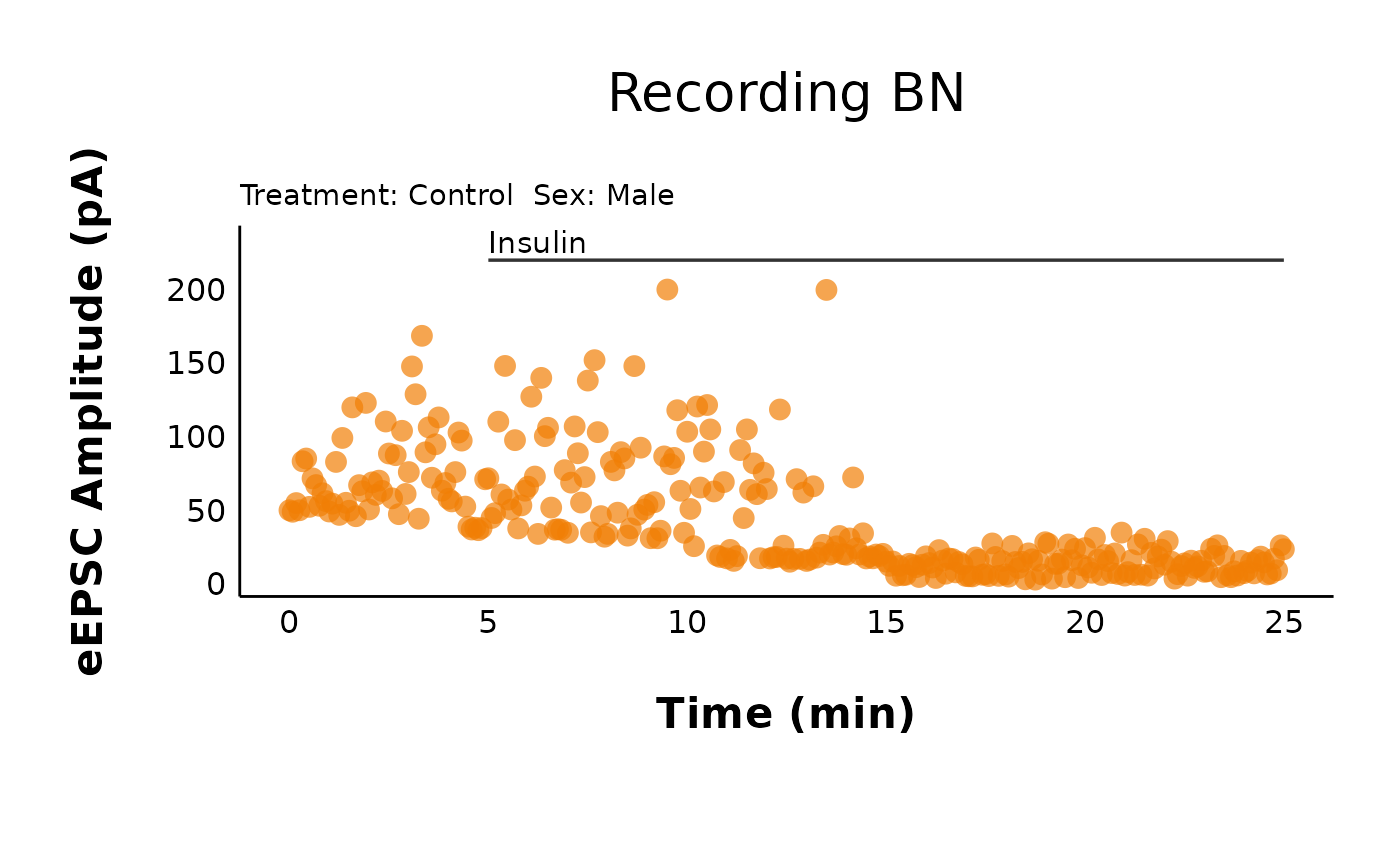 Recording BN
Treatment: Control  Sex: Male
Insulin
eEPSC Amplitude (pA)
200
150
100
50
0
0 5 10 15 20 25
Time (min)